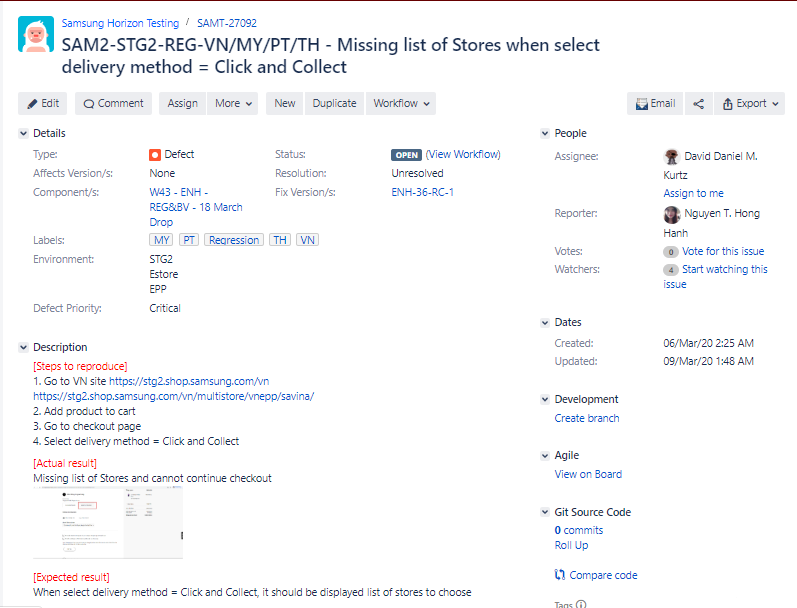 Samsung Horizon Testing / SAMT-27092
SAM2-STG2-REG-VN/MY/PT/TH - Missing list of Stores when select
delivery method = Click and Collect
Edit Comment Assign More New Duplicate Workflow Email Export
Details
Type: Defect
Status: OPEN (View Workflow)
Affects Version/s: None
Resolution: Unresolved
Component/s: W43 - ENH -
REG&BV - 18 March
Drop
Fix Version/s: ENH-36-RC-1
Labels: MY PT Regression TH VN
Environment: STG2
Estore
EPP
Defect Priority: Critical
Description
[Steps to reproduce]
1. Go to VN site https://stg2.shop.samsung.com/vn
https://stg2.shop.samsung.com/vn/multistore/vnepp/savina/
2. Add product to cart
3. Go to checkout page
4. Select delivery method = Click and Collect
[Actual result]
Missing list of Stores and cannot continue checkout
[Expected result]
When select delivery method = Click and Collect, it should be displayed list of stores to choose
People
Assignee: David Daniel M.
Kurtz
Assign to me
Reporter: Nguyen T. Hong
Hanh
Votes: 0 Vote for this issue
Watchers: 4 Start watching this
issue
Dates
Created: 06/Mar/20 2:25 AM
Updated: 09/Mar/20 1:48 AM
Development
Create branch
Agile
View on Board
Git Source Code
0 commits
Roll Up
Compare code
Tags